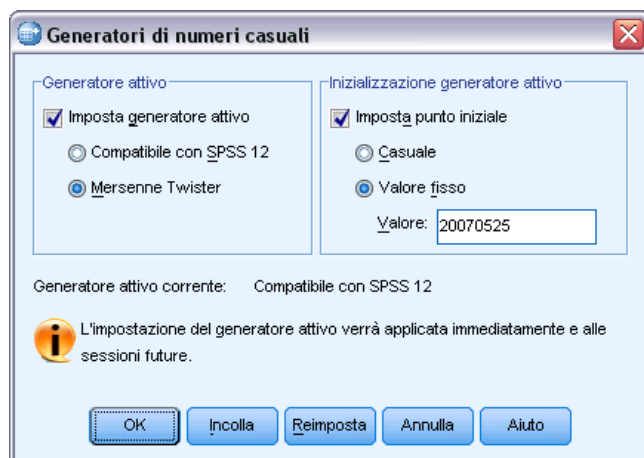 Generatori di numeri casuali
Generatore attivo
Imposta generatore attivo
Compatibile con SPSS 12
Mersenne Twister
Inizializzazione generatore attivo
Imposta punto iniziale
Casuale
Valore fisso
Valore: 20070525
Generatore attivo corrente: Compatibile con SPSS 12
L'impostazione del generatore attivo verrà applicata immediatamente e alle
sessioni future.
OK
Incolla
Reimposta
Annulla
Aiuto